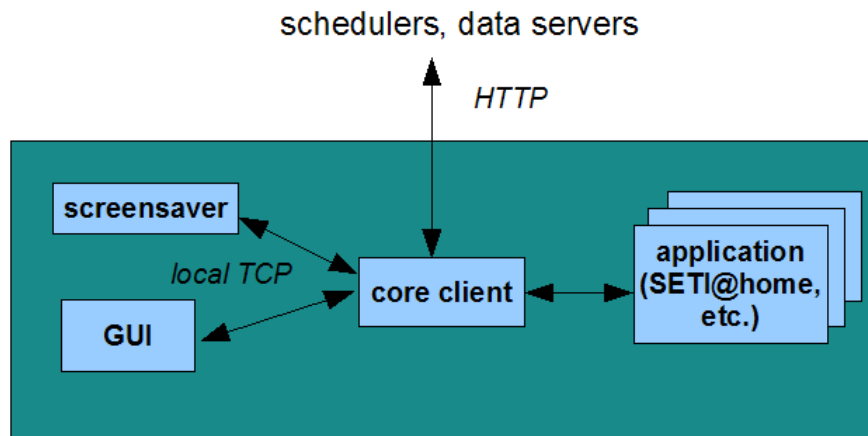 schedulers, data servers
HTTP
screensaver
local TCP
GUI
core client
application
(SETI@home,
etc.)